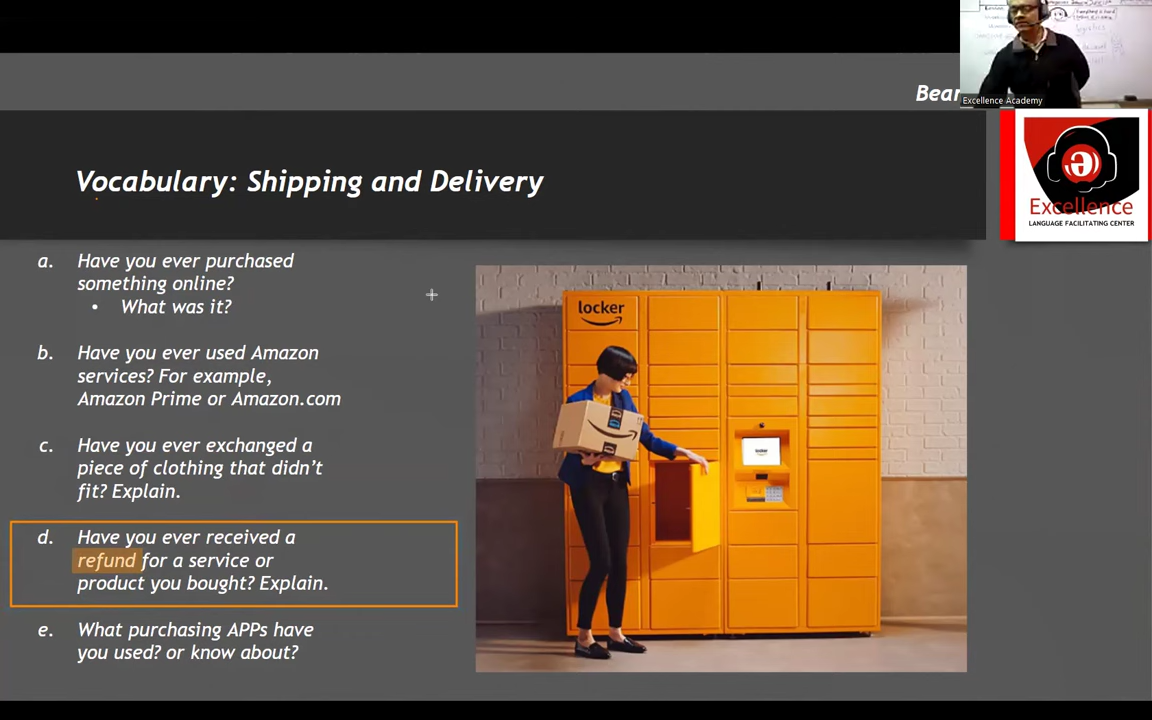 Bear
Excellence Academy
Vocabulary: Shipping and Delivery
Excellence
LANGUAGE FACILITATING CENTER
a. Have you ever purchased
something online?
• What was it?
b. Have you ever used Amazon
services? For example,
Amazon Prime or Amazon.com
c. Have you ever exchanged a
piece of clothing that didn't
fit? Explain.
d. Have you ever received a
refund for a service or
product you bought? Explain.
e. What purchasing APPs have
you used? or know about?
locker
locker